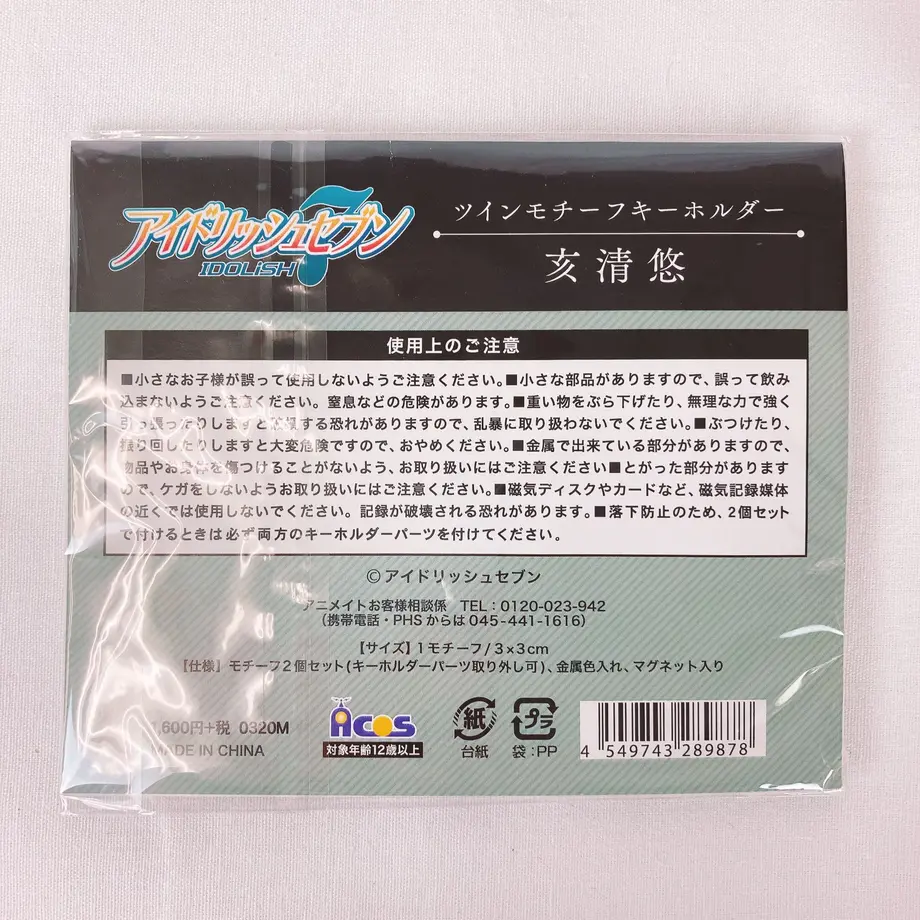 アイドリッシュセブン
7
IDOLiSH
ツインモチーフキーホルダー
亥清悠
使用上のご注意
■小さなお子様が誤って使用しないようご注意ください。■小さな部品がありますので、誤って飲み
込まないようご注意ください。窒息などの危険があります。■重い物をぶら下げたり、無理な力で強く
引っ張ったりしますと破損する恐れがありますので、乱暴に取り扱わないでください。■ぶつけたり、
振り回したりしますと大変危険ですので、おやめください。■金属で出来ている部分がありますので、
物品やお身体を傷つけることがないよう、お取り扱いにはご注意ください■とがった部分があります
ので、ケガをしないようお取り扱いにはご注意ください。■磁気ディスクやカードなど、磁気記録媒体
の近くでは使用しないでください。記録が破壊される恐れがあります。■落下防止のため、2個セット
で付けるときは必ず両方のキーホルダーパーツを付けてください。
©アイドリッシュセブン
アニメイトお客様相談係 TEL:0120-023-942
(携帯電話・PHSからは045-441-1616)
【サイズ】1モチーフ/3×3cm
【仕様】モチーフ2個セット(キーホルダーパーツ取り外し可)、金属色入れ、マグネット入り
1,600円+税 0320M
MADE IN CHINA
ACOS
対象年齢12歳以上
紙
台紙
プラ
袋:PP
4 549743 289878